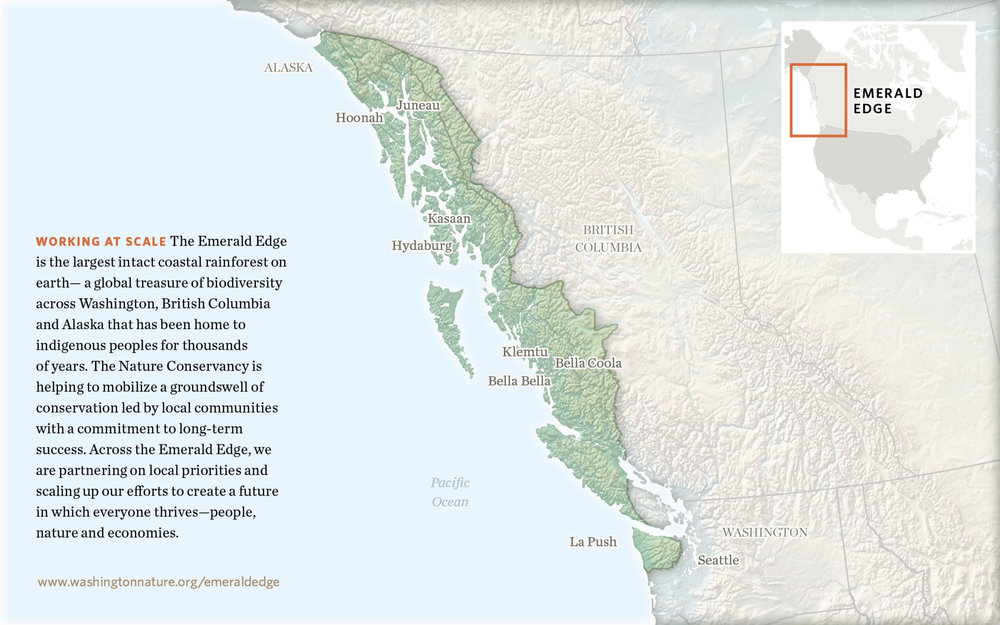 ALASKA
Juneau
Hoonah
EMERALD
EDGE
Kasaan
Hydaburg
BRITISH
COLUMBIA
WORKING AT SCALE The Emerald Edge
is the largest intact coastal rainforest on
earth— a global treasure of biodiversity
across Washington, British Columbia
and Alaska that has been home to
indigenous peoples for thousands
of years. The Nature Conservancy is
helping to mobilize a groundswell of
conservation led by local communities
with a commitment to long-term
success. Across the Emerald Edge, we
are partnering on local priorities and
scaling up our efforts to create a future
in which everyone thrives—people,
nature and economies.
www.washingtonnature.org/emeraldedge
Klemtu
Bella Coola
Bella Bella
Pacific
Ocean
La Push
WASHINGTON
Seattle